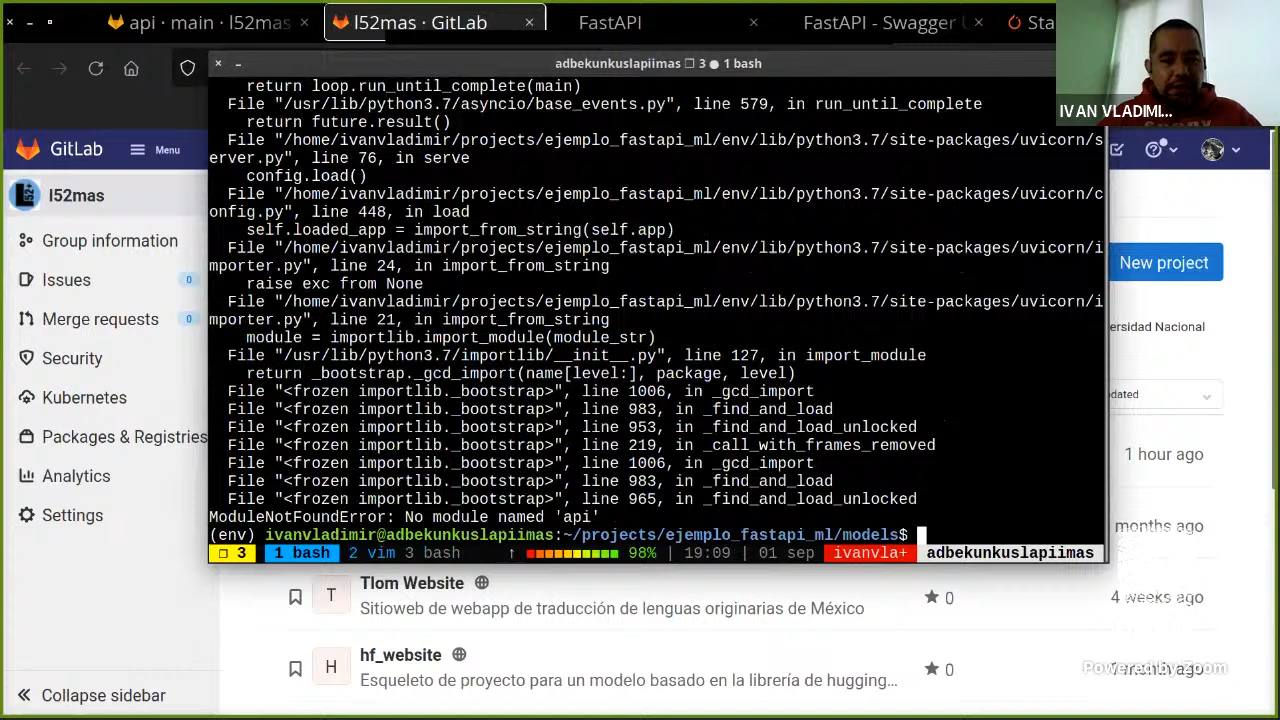 api · main · l52mas
l52mas · GitLab
FastAPI
FastAPI - Swagger
Sta
adbekunkuslapiimas ❐ 3 ● 1 bash
return loop.run_until_complete(main)
File "/usr/lib/python3.7/asyncio/base_events.py", line 579, in run_until_complete
return future.result()
File "/home/ivanvladimir/projects/ejemplo_fastapi_ml/env/lib/python3.7/site-packages/uvicorn/s
erver.py", line 76, in serve
config.load()
File "/home/ivanvladimir/projects/ejemplo_fastapi_ml/env/lib/python3.7/site-packages/uvicorn/c
onfig.py", line 448, in load
self.loaded_app = import_from_string(self.app)
File "/home/ivanvladimir/projects/ejemplo_fastapi_ml/env/lib/python3.7/site-packages/uvicorn/i
mporter.py", line 24, in import_from_string
raise exc from None
File "/home/ivanvladimir/projects/ejemplo_fastapi_ml/env/lib/python3.7/site-packages/uvicorn/i
mporter.py", line 21, in import_from_string
module = importlib.import_module(module_str)
File "/usr/lib/python3.7/importlib/__init__.py", line 127, in import_module
return _bootstrap._gcd_import(name[level:], package, level)
File "<frozen importlib._bootstrap>", line 1006, in _gcd_import
File "<frozen importlib._bootstrap>", line 983, in _find_and_load
File "<frozen importlib._bootstrap>", line 953, in _find_and_load_unlocked
File "<frozen importlib._bootstrap>", line 219, in _call_with_frames_removed
File "<frozen importlib._bootstrap>", line 1006, in _gcd_import
File "<frozen importlib._bootstrap>", line 983, in _find_and_load
File "<frozen importlib._bootstrap>", line 965, in _find_and_load_unlocked
ModuleNotFoundError: No module named 'api'
(env) ivanvladimir@adbekunkuslapiimas:~/projects/ejemplo_fastapi_ml/models$
❐ 3 1 bash 2 vim 3 bash ↑ 98% | 19:09 | 01 sep ivanvla+ adbekunkuslapiimas
IVAN VLADIMI...
GitLab
Menu
l52mas
Group information
Issues 0
Merge requests 0
Security
Kubernetes
Packages & Registries
Analytics
Settings
Collapse sidebar
New project
ersidad Nacional
dated
1 hour ago
months ago
T
Tlom Website
Sitioweb de webapp de traducción de lenguas originarias de México
0
4 weeks ago
H
hf_website
Esqueleto de proyecto para un modelo basado en la librería de hugging...
0
Powered by Zoom